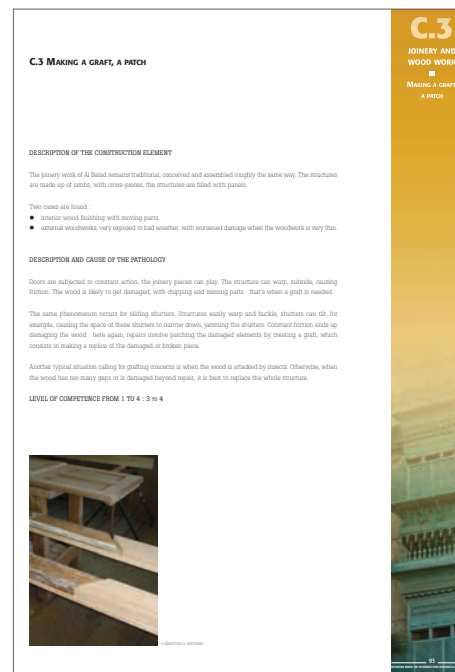 C.3 MAKING A GRAFT, A PATCH
DESCRIPTION OF THE CONSTRUCTION ELEMENT
The joinery work of Al Balad remains traditional, conceived and assembled roughly the same way. The structures
are made up of jambs, with cross-pieces, the structures are filled with panels.
Two cases are found :
● interior wood finishing with moving parts,
● external woodworks, very exposed to bad weather, with worsened damage when the woodwork is very thin.
DESCRIPTION AND CAUSE OF THE PATHOLOGY
Doors are subjected to constant action, the joinery pieces can play. The structure can warp, subside, causing
friction. The wood is likely to get damaged, with chipping and missing parts : that's when a graft is needed.
The same phenomenon occurs for sliding shutters. Structures easily warp and buckle, shutters can tilt, for
example, causing the space of these shutters to narrow down, jamming the shutters. Constant friction ends up
damaging the wood : here again, repairs involve patching the damaged elements by creating a graft, which
consists in making a replica of the damaged or broken piece.
Another typical situation calling for grafting concerns is when the wood is attacked by insects. Otherwise, when
the wood has too many gaps or is damaged beyond repair, it is best to replace the whole structure.
LEVEL OF COMPETENCE FROM 1 TO 4 : 3 TO 4
C.3
JOINERY AND
WOOD WORK
MAKING A GRAFT,
A PATCH
93